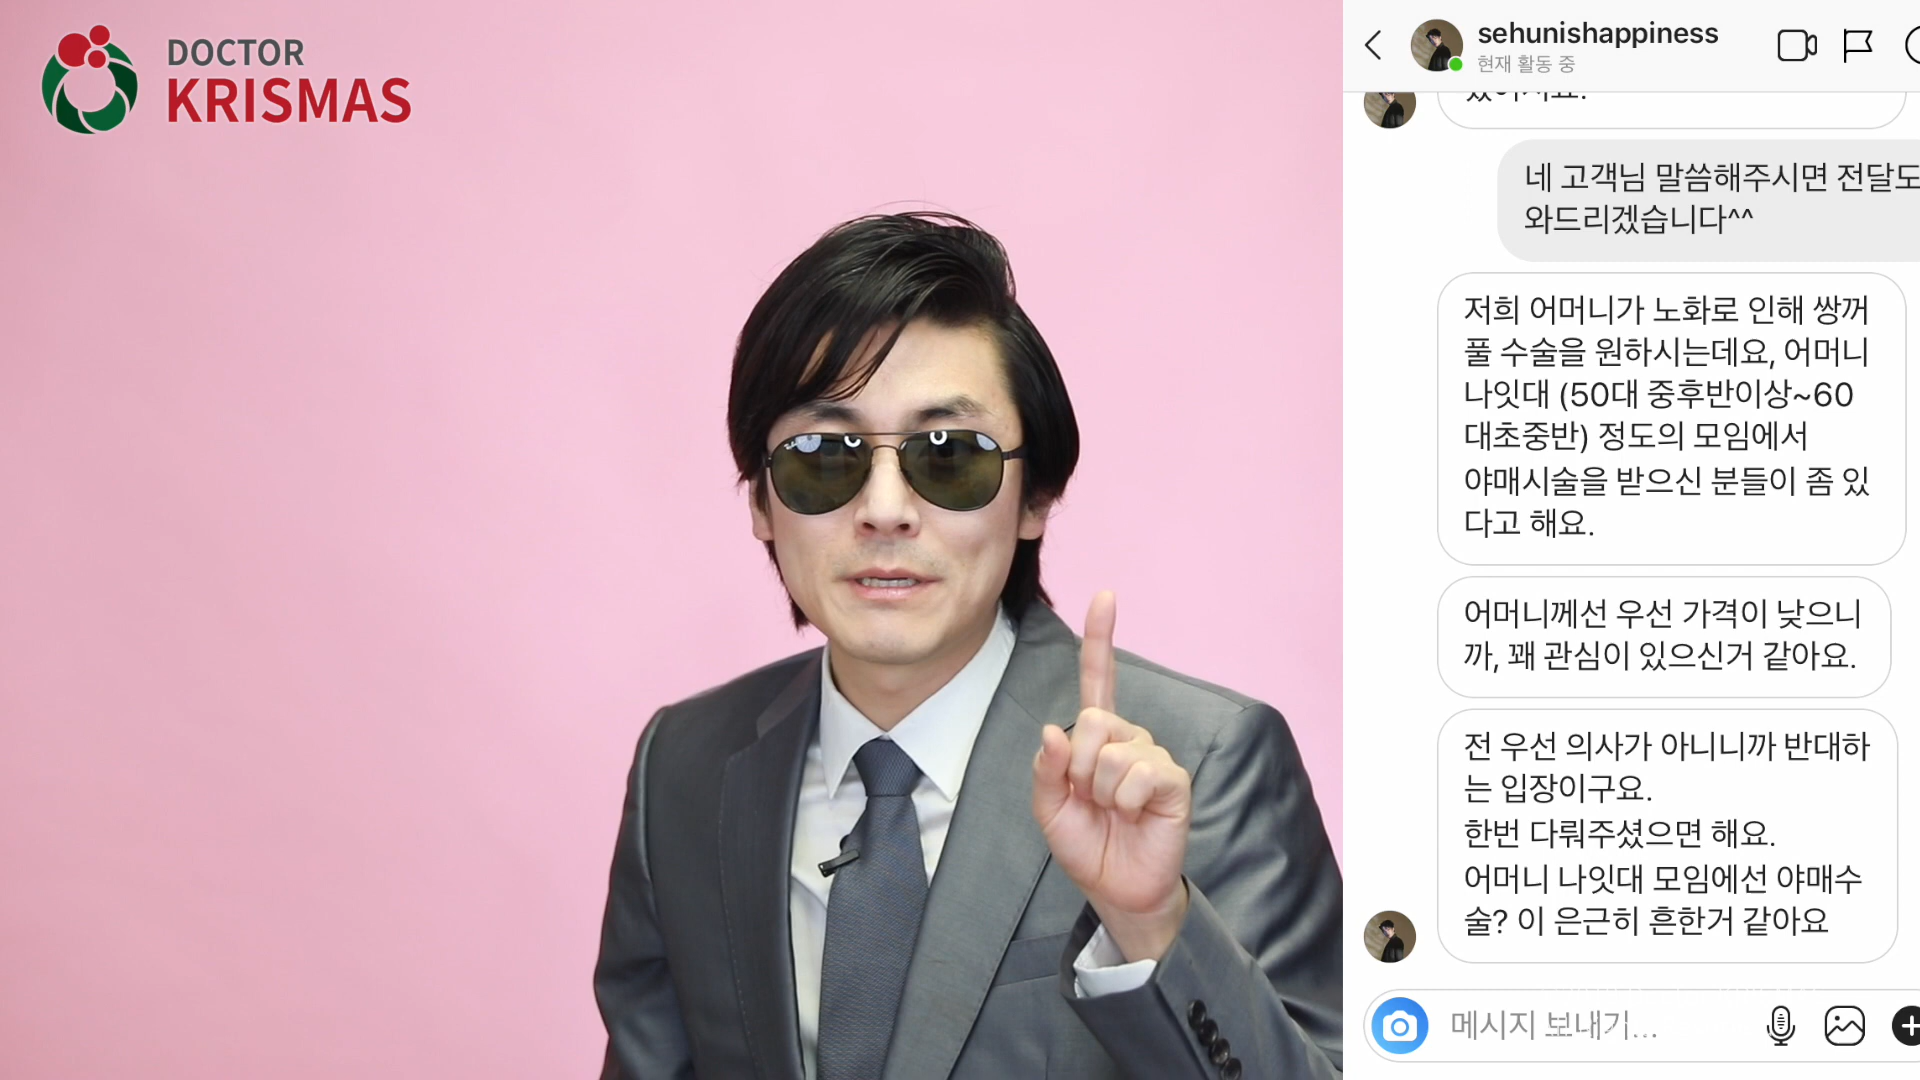 DOCTOR
KRISMAS
sehunishappiness
현재 활동 중
네 고객님 말씀해주시면 전달도
와드리겠습니다^^
저희 어머니가 노화로 인해 쌍꺼
풀 수술을 원하시는데요, 어머니
나잇대 (50대 중후반이상~60
대초중반) 정도의 모임에서
야매시술을 받으신 분들이 좀 있
다고 해요.
어머니께선 우선 가격이 낮으니
까, 꽤 관심이 있으신거 같아요.
전 우선 의사가 아니니까 반대하
는 입장이구요.
한번 다뤄주셨으면 해요.
어머니 나잇대 모임에선 야매수
술? 이 은근히 흔한거 같아요
메시지 보내기...